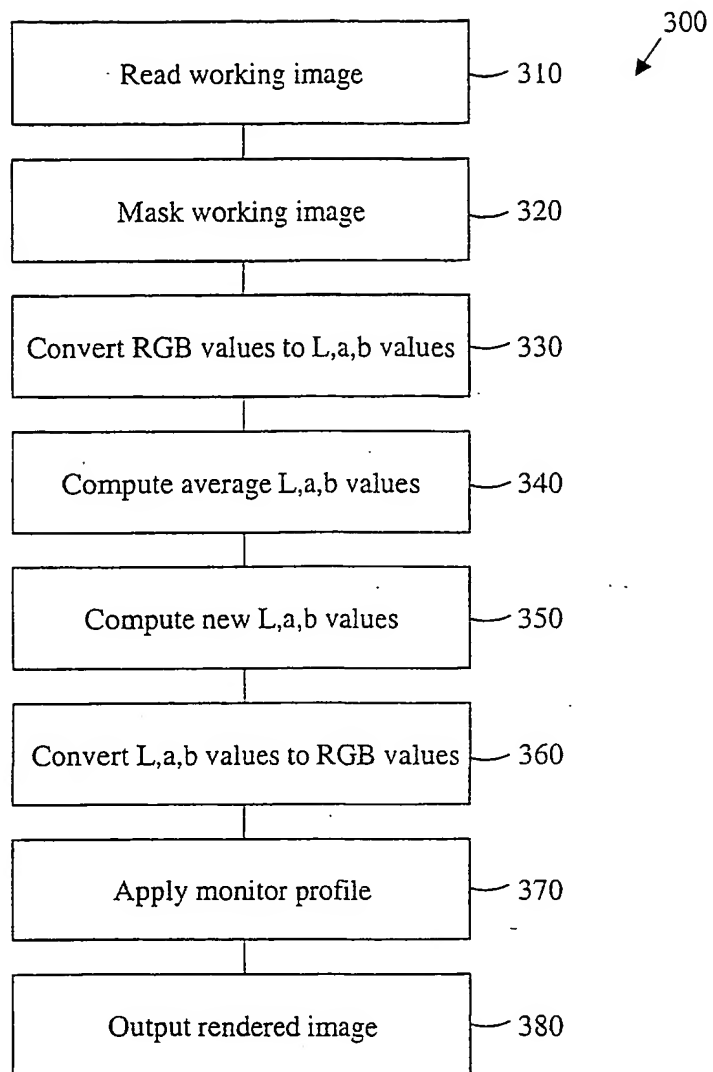 300
Read working image 310
Mask working image 320
Convert RGB values to L,a,b values 330
Compute average L,a,b values 340
Compute new L,a,b values 350
Convert L,a,b values to RGB values 360
Apply monitor profile 370
Output rendered image 380